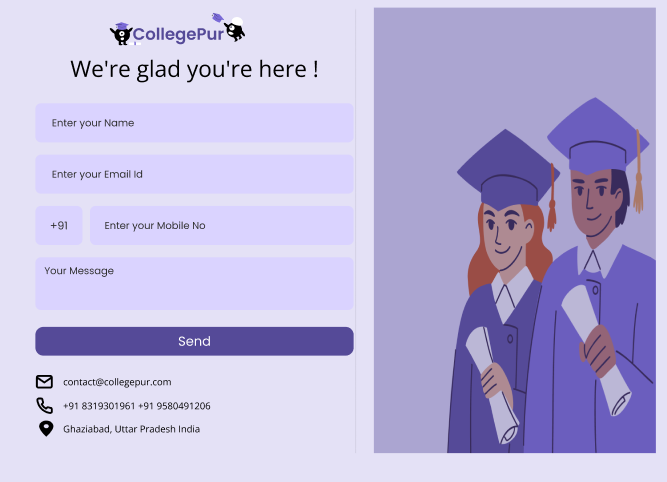 CollegePur
We're glad you're here !
Enter your Name
Enter your Email Id
+91 Enter your Mobile No
Your Message
Send
contact@collegepur.com
+91 8319301961 +91 9580491206
Ghaziabad, Uttar Pradesh India